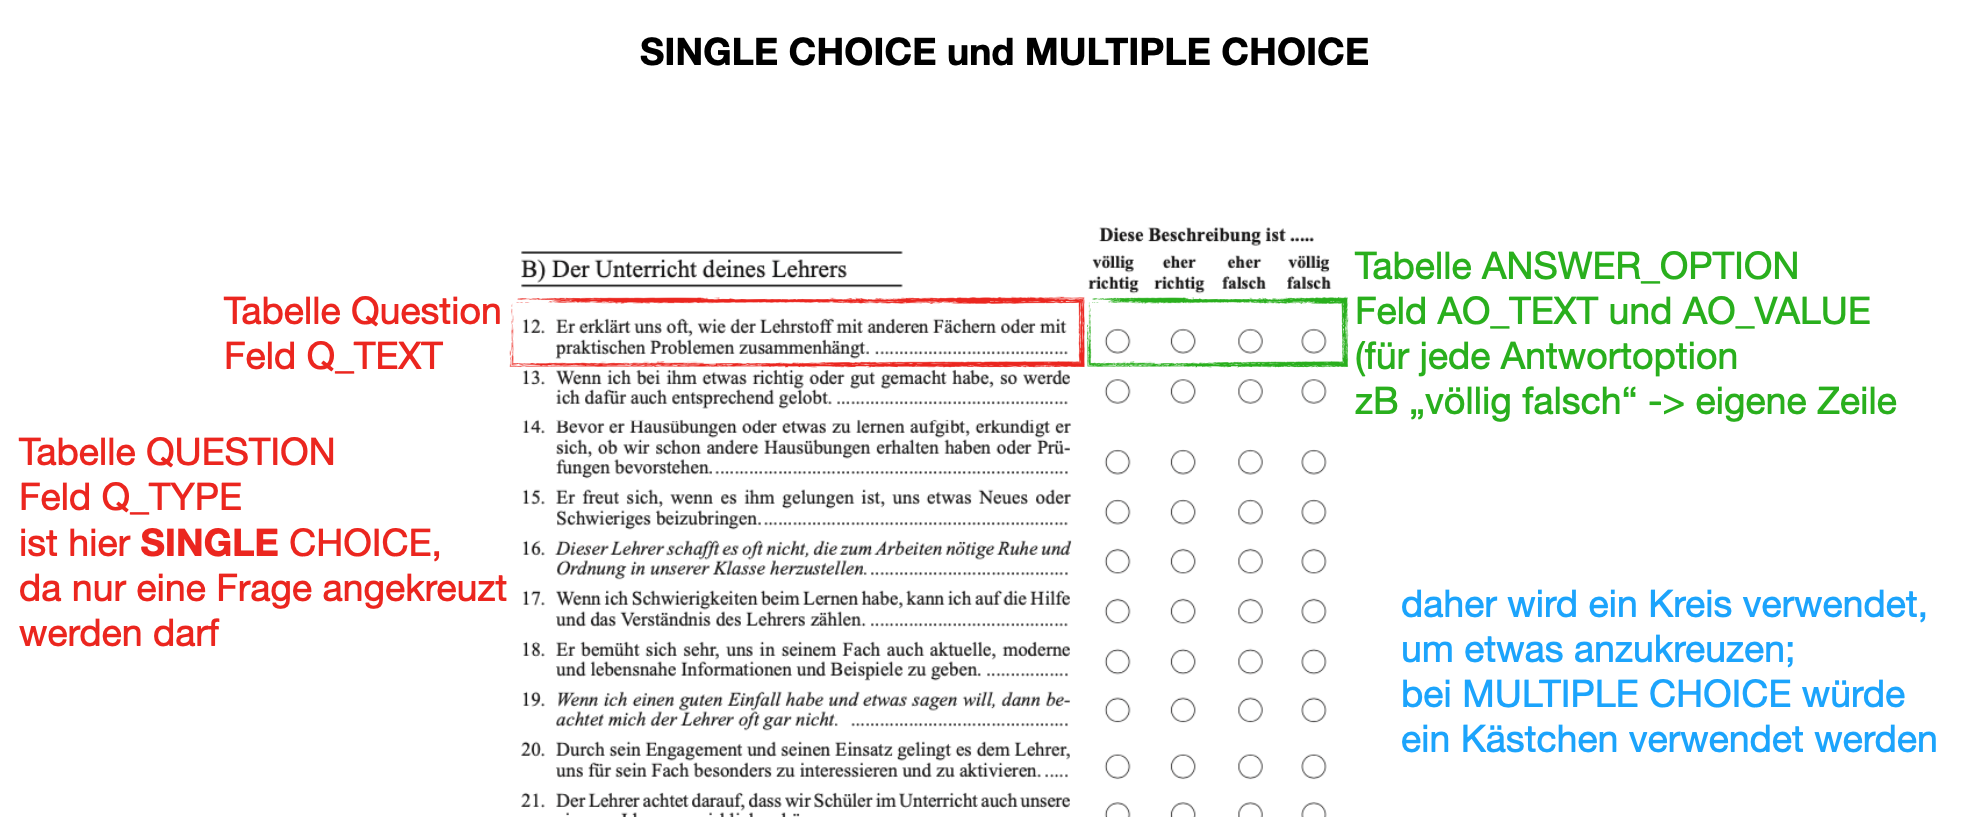 SINGLE CHOICE und MULTIPLE CHOICE
Diese Beschreibung ist .....
völlig richtig
eher richtig
eher falsch
völlig falsch
B) Der Unterricht deines Lehrers
12. Er erklärt uns oft, wie der Lehrstoff mit anderen Fächern oder mit
praktischen Problemen zusammenhängt. ........................................
13. Wenn ich bei ihm etwas richtig oder gut gemacht habe, so werde
ich dafür auch entsprechend gelobt. ................................................
14. Bevor er Hausübungen oder etwas zu lernen aufgibt, erkundigt er
sich, ob wir schon andere Hausübungen erhalten haben oder Prü-
fungen bevorstehen..........................................................................
15. Er freut sich, wenn es ihm gelungen ist, uns etwas Neues oder
Schwieriges beizubringen................................................................
16. Dieser Lehrer schafft es oft nicht, die zum Arbeiten nötige Ruhe und
Ordnung in unserer Klasse herzustellen..........................................
17. Wenn ich Schwierigkeiten beim Lernen habe, kann ich auf die Hilfe
und das Verständnis des Lehrers zählen. .........................................
18. Er bemüht sich sehr, uns in seinem Fach auch aktuelle, moderne
und lebensnahe Informationen und Beispiele zu geben. .................
19. Wenn ich einen guten Einfall habe und etwas sagen will, dann be-
achtet mich der Lehrer oft gar nicht. .............................................
20. Durch sein Engagement und seinen Einsatz gelingt es dem Lehrer,
uns für sein Fach besonders zu interessieren und zu aktivieren......
21. Der Lehrer achtet darauf, dass wir Schüler im Unterricht auch unsere
Tabelle Question
Feld Q_TEXT
Tabelle QUESTION
Feld Q_TYPE
ist hier SINGLE CHOICE,
da nur eine Frage angekreuzt
werden darf
Tabelle ANSWER_OPTION
Feld AO_TEXT und AO_VALUE
(für jede Antwortoption
zB „völlig falsch“ -> eigene Zeile
daher wird ein Kreis verwendet,
um etwas anzukreuzen;
bei MULTIPLE CHOICE würde
ein Kästchen verwendet werden